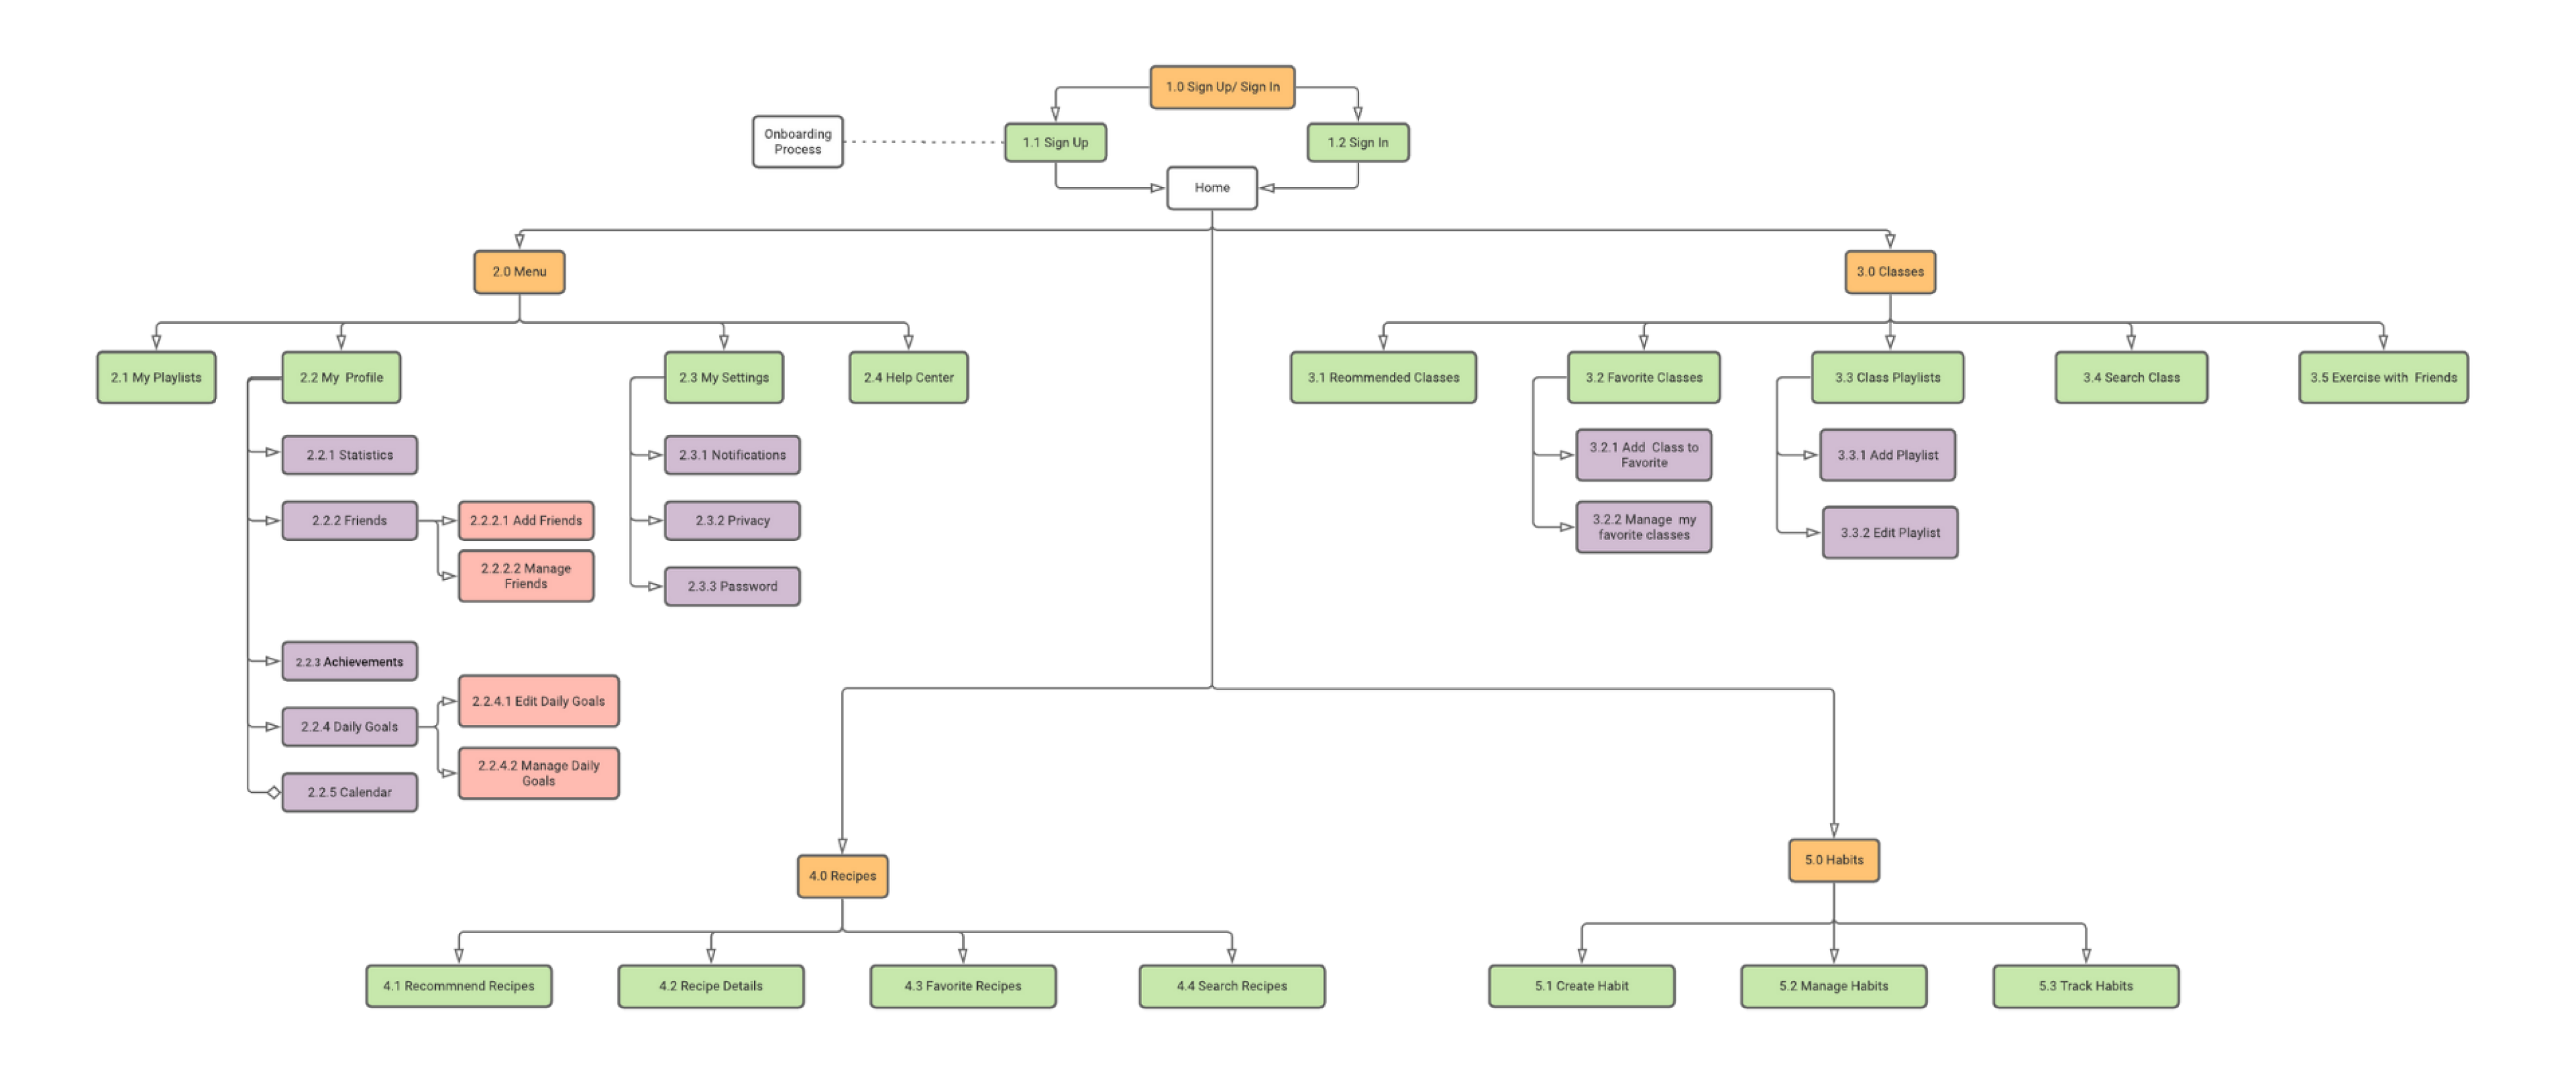 1.0 Sign Up/ Sign In
Onboarding
Process
1.1 Sign Up
1.2 Sign In
Home
2.0 Menu
3.0 Classes
2.1 My Playlists
2.2 My  Profile
2.3 My Settings
2.4 Help Center
3.1 Reommended Classes
3.2 Favorite Classes
3.3 Class Playlists
3.4 Search Class
3.5 Exercise with  Friends
2.2.1 Statistics
2.3.1 Notifications
3.2.1 Add  Class to
Favorite
3.3.1 Add Playlist
2.2.2 Friends
2.2.2.1 Add Friends
2.3.2 Privacy
3.2.2 Manage  my
favorite classes
3.3.2 Edit Playlist
2.2.2.2 Manage
Friends
2.3.3 Password
2.2.3 Achievements
2.2.4.1 Edit Daily Goals
2.2.4 Daily Goals
2.2.4.2 Manage Daily
Goals
2.2.5 Calendar
4.0 Recipes
5.0 Habits
4.1 Recommnend Recipes
4.2 Recipe Details
4.3 Favorite Recipes
4.4 Search Recipes
5.1 Create Habit
5.2 Manage Habits
5.3 Track Habits